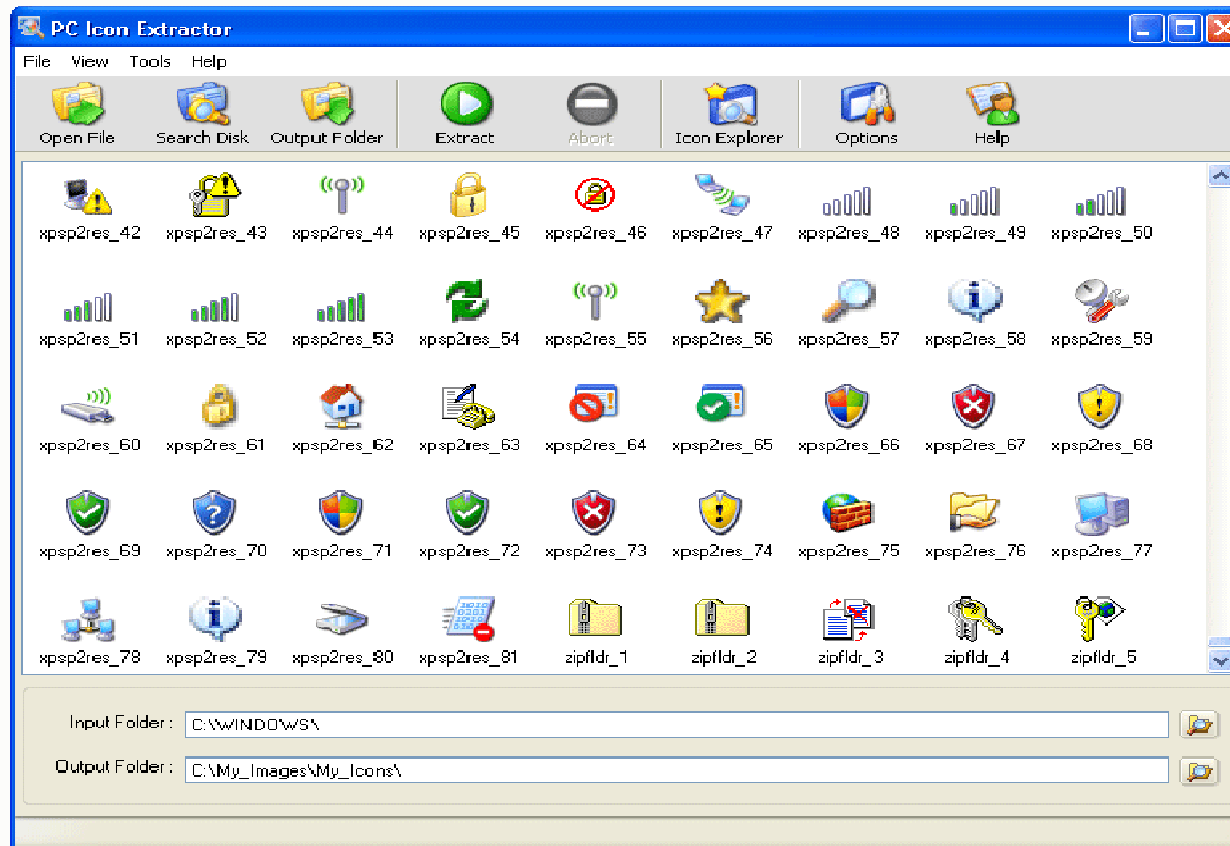 PC Icon Extractor
File View Tools Help
Open File Search Disk Output Folder Extract Abort Icon Explorer Options Help
xpsp2res_42 xpsp2res_43 xpsp2res_44 xpsp2res_45 xpsp2res_46 xpsp2res_47 xpsp2res_48 xpsp2res_49 xpsp2res_50
xpsp2res_51 xpsp2res_52 xpsp2res_53 xpsp2res_54 xpsp2res_55 xpsp2res_56 xpsp2res_57 xpsp2res_58 xpsp2res_59
xpsp2res_60 xpsp2res_61 xpsp2res_62 xpsp2res_63 xpsp2res_64 xpsp2res_65 xpsp2res_66 xpsp2res_67 xpsp2res_68
xpsp2res_69 xpsp2res_70 xpsp2res_71 xpsp2res_72 xpsp2res_73 xpsp2res_74 xpsp2res_75 xpsp2res_76 xpsp2res_77
xpsp2res_78 xpsp2res_79 xpsp2res_80 xpsp2res_81 zipfldr_1 zipfldr_2 zipfldr_3 zipfldr_4 zipfldr_5
Input Folder : C:\WINDOWS\
Output Folder : C:\My_Images\My_Icons\